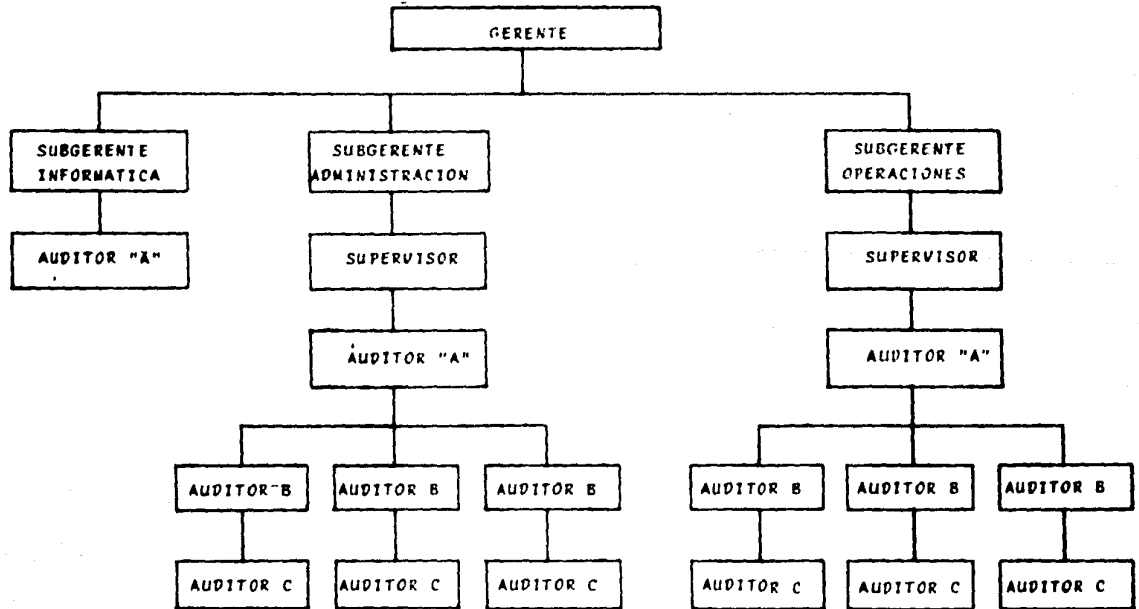 GERENTE
SUBGERENTE
INFORMATICA
SUBGERENTE
ADMINISTRACION
SUBGERENTE
OPERACIONES
AUDITOR "A"
SUPERVISOR
SUPERVISOR
AUDITOR "A"
AUDITOR "A"
AUDITOR B
AUDITOR B
AUDITOR B
AUDITOR B
AUDITOR B
AUDITOR B
AUDITOR C
AUDITOR C
AUDITOR C
AUDITOR C
AUDITOR C
AUDITOR C